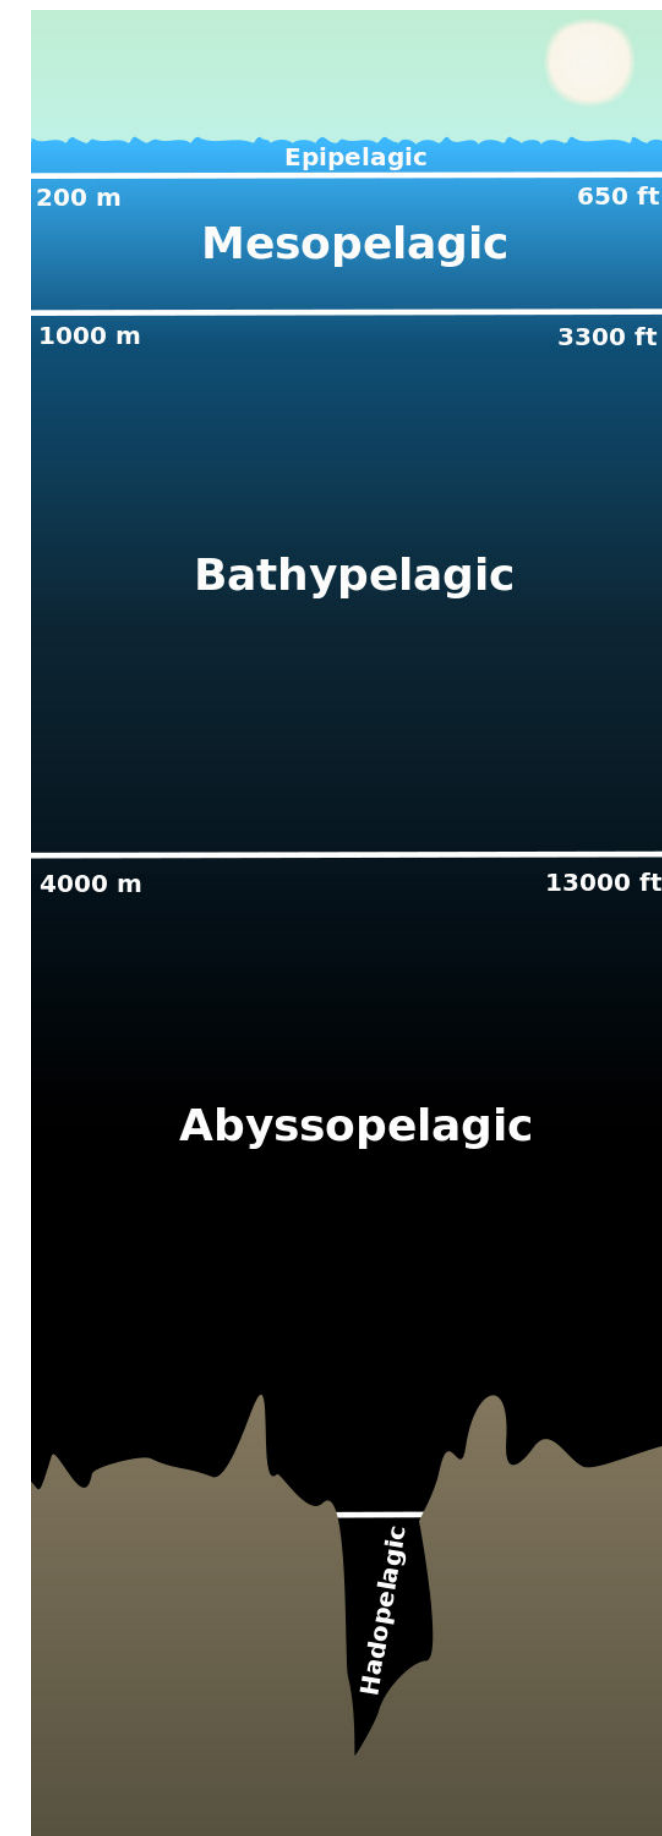 Epipelagic
200 m
650 ft
Mesopelagic
1000 m
3300 ft
Bathypelagic
4000 m
13000 ft
Abyssopelagic
Hadopelagic